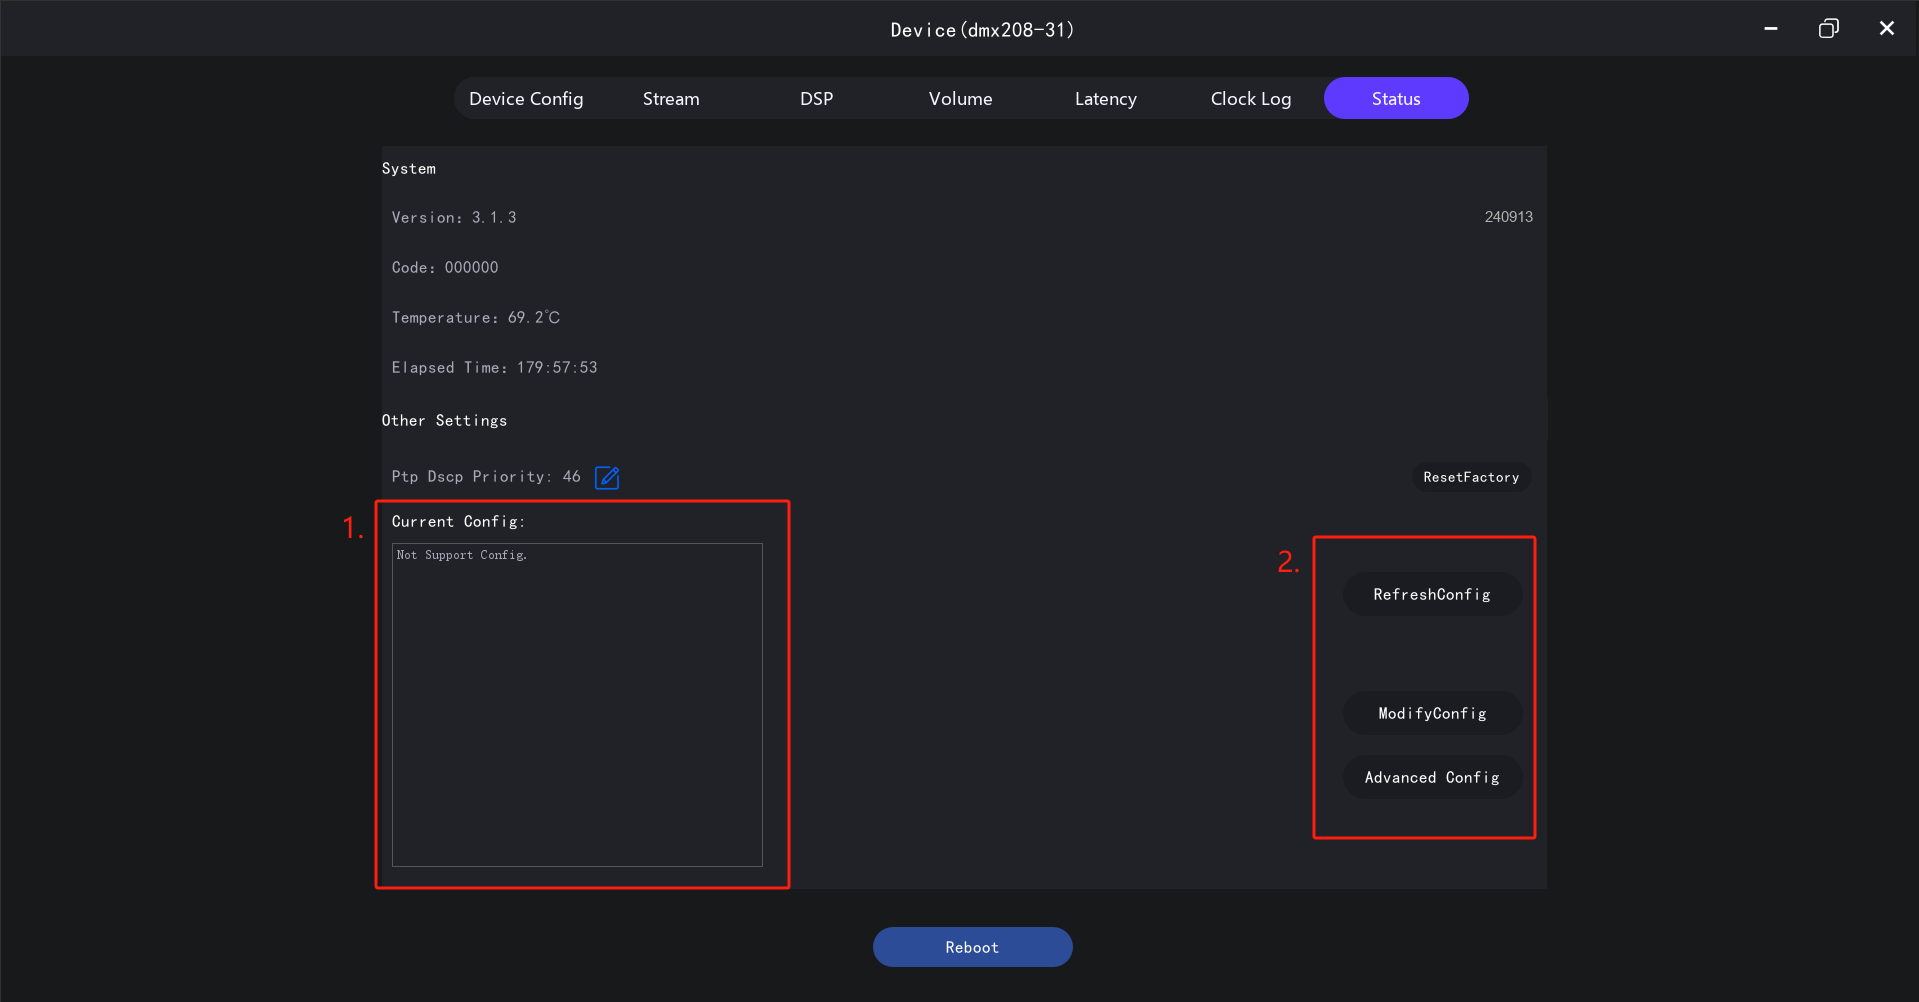 Device(dmx208-31)
Device Config Stream DSP Volume Latency Clock Log Status
System
Version: 3.1.3 240913
Code: 000000
Temperature: 69.2℃
Elapsed Time: 179:57:53
Other Settings
Ptp Dscp Priority: 46 ResetFactory
1. Current Config:
Not Support Config.
2.
RefreshConfig
ModifyConfig
Advanced Config
Reboot